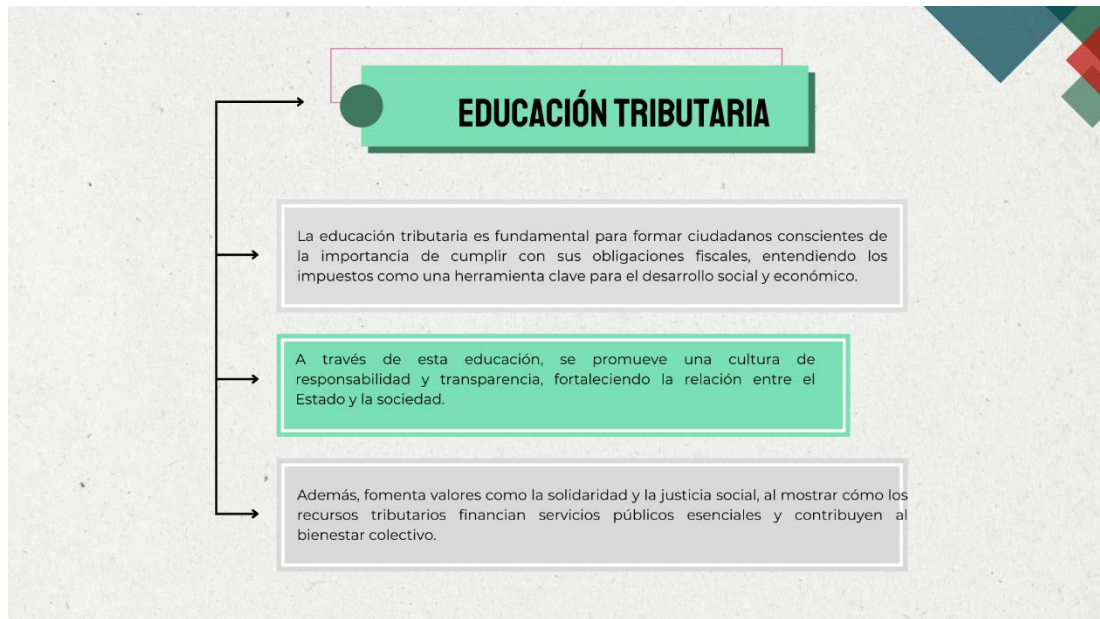 EDUCACIÓN TRIBUTARIA
La educación tributaria es fundamental para formar ciudadanos conscientes de
la importancia de cumplir con sus obligaciones fiscales, entendiendo los
impuestos como una herramienta clave para el desarrollo social y económico.
A través de esta educación, se promueve una cultura de
responsabilidad y transparencia, fortaleciendo la relación entre el
Estado y la sociedad.
Además, fomenta valores como la solidaridad y la justicia social, al mostrar cómo los
recursos tributarios financian servicios públicos esenciales y contribuyen al
bienestar colectivo.